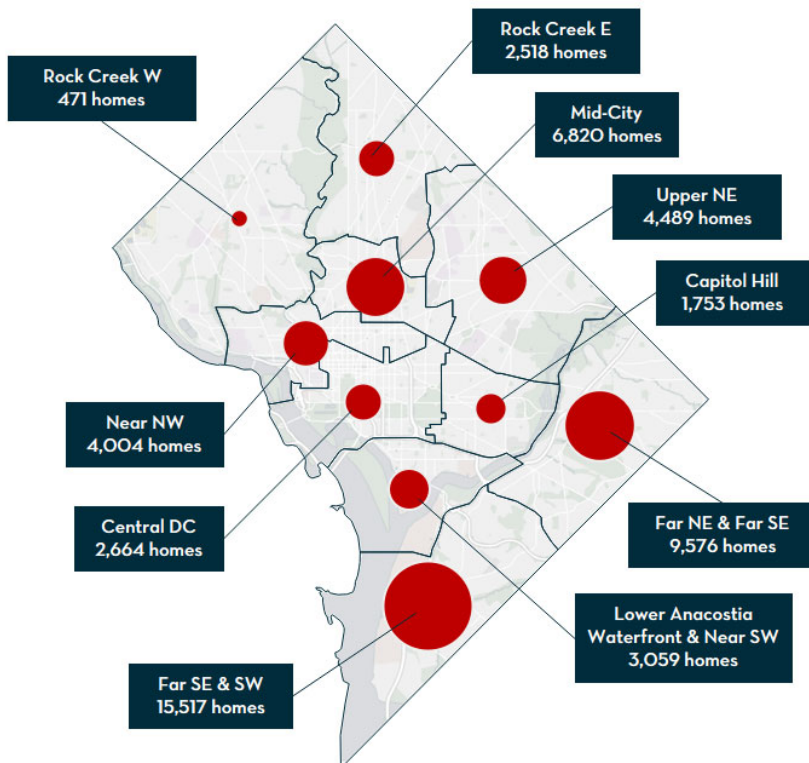 Rock Creek E
2,518 homes
Rock Creek W
471 homes
Mid-City
6,820 homes
Upper NE
4,489 homes
Capitol Hill
1,753 homes
Near NW
4,004 homes
Central DC
2,664 homes
Far NE & Far SE
9,576 homes
Lower Anacostia
Waterfront & Near SW
3,059 homes
Far SE & SW
15,517 homes